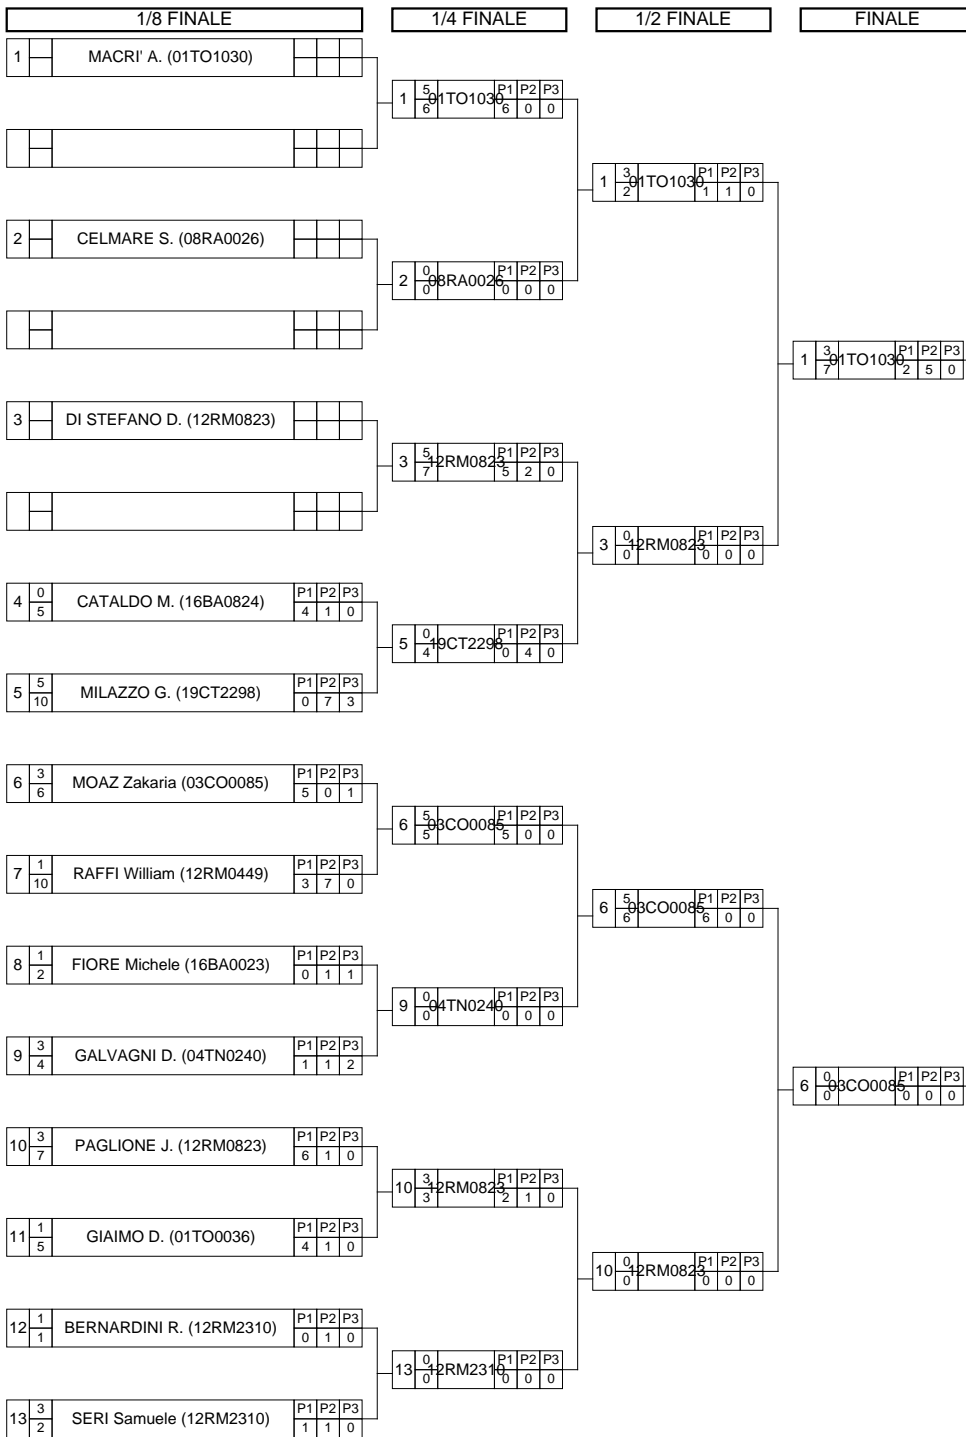 1/8 FINALE
1/4 FINALE
1/2 FINALE
FINALE
1 MACRI' A. (01TO1030)
2 CELMARE S. (08RA0026)
3 DI STEFANO D. (12RM0823)
4 0 5 CATALDO M. (16BA0824) P1 P2 P3 4 1 0
5 5 10 MILAZZO G. (19CT2298) P1 P2 P3 0 7 3
6 3 6 MOAZ Zakaria (03CO0085) P1 P2 P3 5 0 1
7 1 10 RAFFI William (12RM0449) P1 P2 P3 3 7 0
8 1 2 FIORE Michele (16BA0023) P1 P2 P3 0 1 1
9 3 4 GALVAGNI D. (04TN0240) P1 P2 P3 1 1 2
10 3 7 PAGLIONE J. (12RM0823) P1 P2 P3 6 1 0
11 1 5 GIAIMO D. (01TO0036) P1 P2 P3 4 1 0
12 1 1 BERNARDINI R. (12RM2310) P1 P2 P3 0 1 0
13 3 2 SERI Samuele (12RM2310) P1 P2 P3 1 1 0
1 5 6 01TO1030 P1 P2 P3 6 0 0
2 0 0 08RA0026 P1 P2 P3 0 0 0
3 5 7 12RM0823 P1 P2 P3 5 2 0
5 0 4 19CT2298 P1 P2 P3 0 4 0
6 5 5 03CO0085 P1 P2 P3 5 0 0
9 0 0 04TN0240 P1 P2 P3 0 0 0
10 3 3 12RM0823 P1 P2 P3 2 1 0
13 0 0 12RM2310 P1 P2 P3 0 0 0
1 3 2 01TO1030 P1 P2 P3 1 1 0
3 0 0 12RM0823 P1 P2 P3 0 0 0
6 5 6 03CO0085 P1 P2 P3 6 0 0
10 0 0 12RM0823 P1 P2 P3 0 0 0
1 3 7 01TO1030 P1 P2 P3 2 5 0
6 0 0 03CO0085 P1 P2 P3 0 0 0